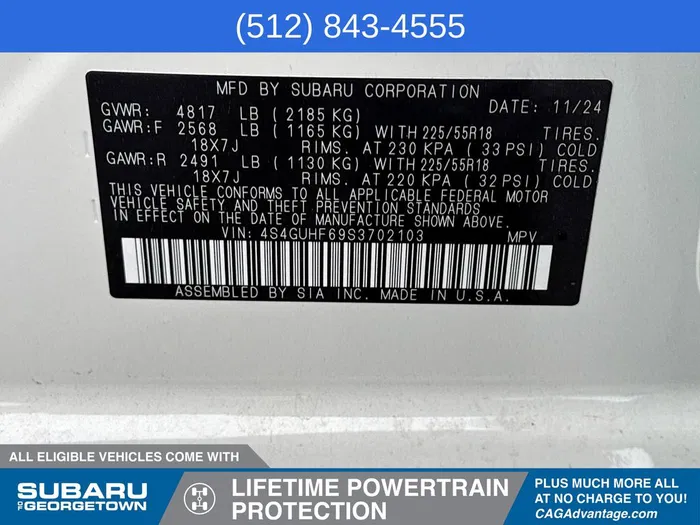 (512) 843-4555
MFD BY SUBARU CORPORATION
GVWR: 4817 LB (2185 KG) DATE: 11/24
GAWR:F 2568 LB (1165 KG) WITH 225/55R18 TIRES.
18X7J RIMS. AT 230 KPA (33 PSI) COLD
GAWR:R 2491 LB (1130 KG) WITH 225/55R18 TIRES.
18X7J RIMS. AT 220 KPA (32 PSI) COLD
THIS VEHICLE CONFORMS TO ALL APPLICABLE FEDERAL MOTOR
VEHICLE SAFETY AND THEFT PREVENTION STANDARDS
IN EFFECT ON THE DATE OF MANUFACTURE SHOWN ABOVE.
VIN: 4S4GUHF69S3702103 MPV
ASSEMBLED BY SIA INC. MADE IN U.S.A.
ALL ELIGIBLE VEHICLES COME WITH
SUBARU
OF GEORGETOWN
LIFETIME POWERTRAIN
PROTECTION
PLUS MUCH MORE ALL
AT NO CHARGE TO YOU!
CAGAdvantage.com